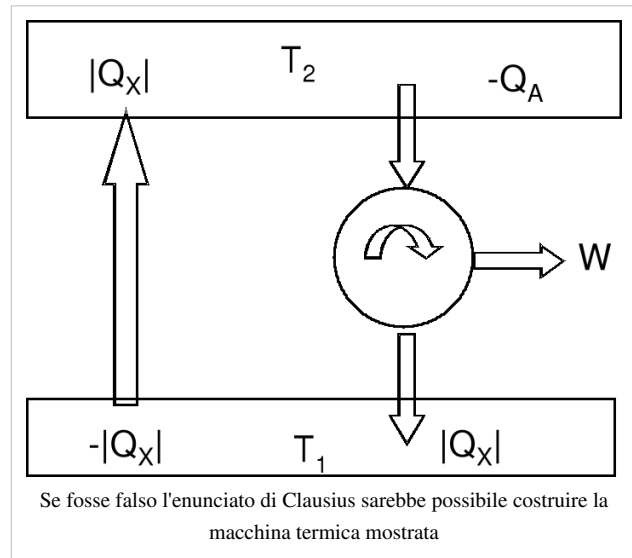 |Q_X| T_2 -Q_A
W
-|Q_X| T_1 |Q_X|
Se fosse falso l'enunciato di Clausius sarebbe possibile costruire la
macchina termica mostrata